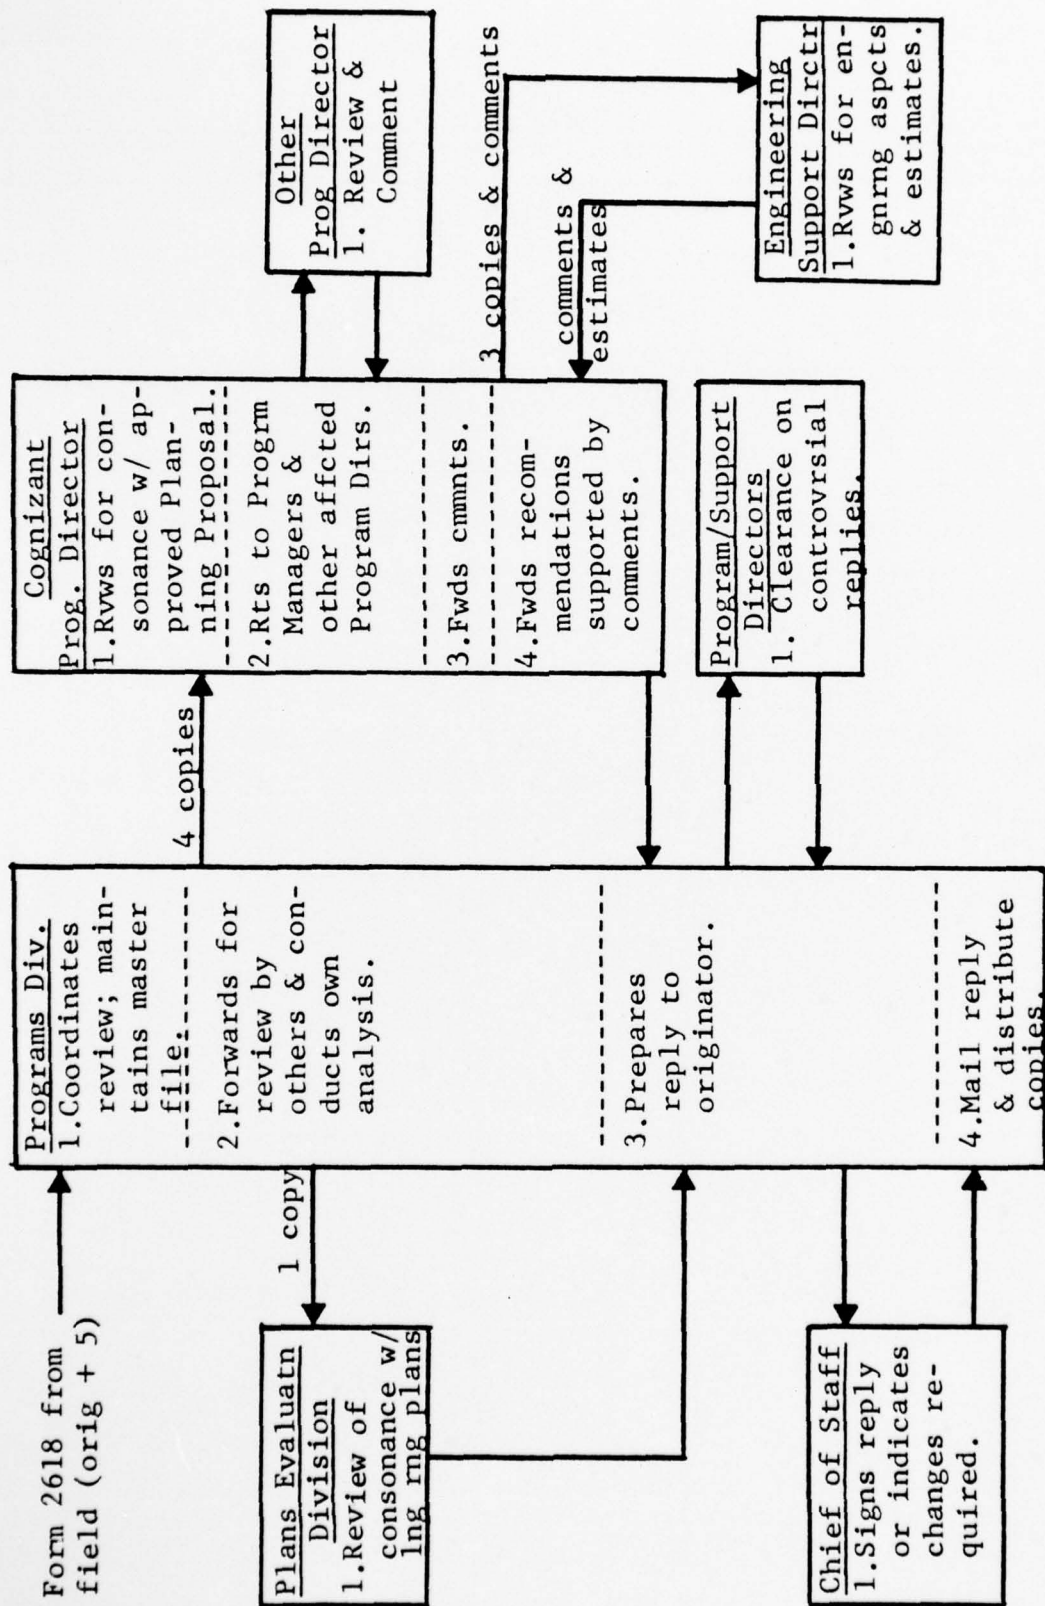 Form 2618 from
field (orig + 5)
Plans Evaluatn
Division
1.Review of
consonance w/
lng rng plans
Chief of Staff
1.Signs reply
or indicates
changes re-
quired.
1 copy
Programs Div.
1.Coordinates
review; main-
tains master
file.
2.Forwards for
review by
others & con-
ducts own
analysis.
3.Prepares
reply to
originator.
4.Mail reply
& distribute
copies.
4 copies
Cognizant
Prog. Director
1.Rvws for con-
sonance w/ ap-
proved Plan-
ning Proposal.
2.Rts to Progrm
Managers &
other affcted
Program Dirs.
3.Fwds cmmnts.
4.Fwds recom-
mendations
supported by
comments.
Program/Support
Directors
1. Clearance on
controvrsial
replies.
Other
Prog Director
1. Review &
Comment
3 copies & comments
comments &
estimates
Engineering
Support Dirctr
1.Rvws for en-
gnrng aspcts
& estimates.